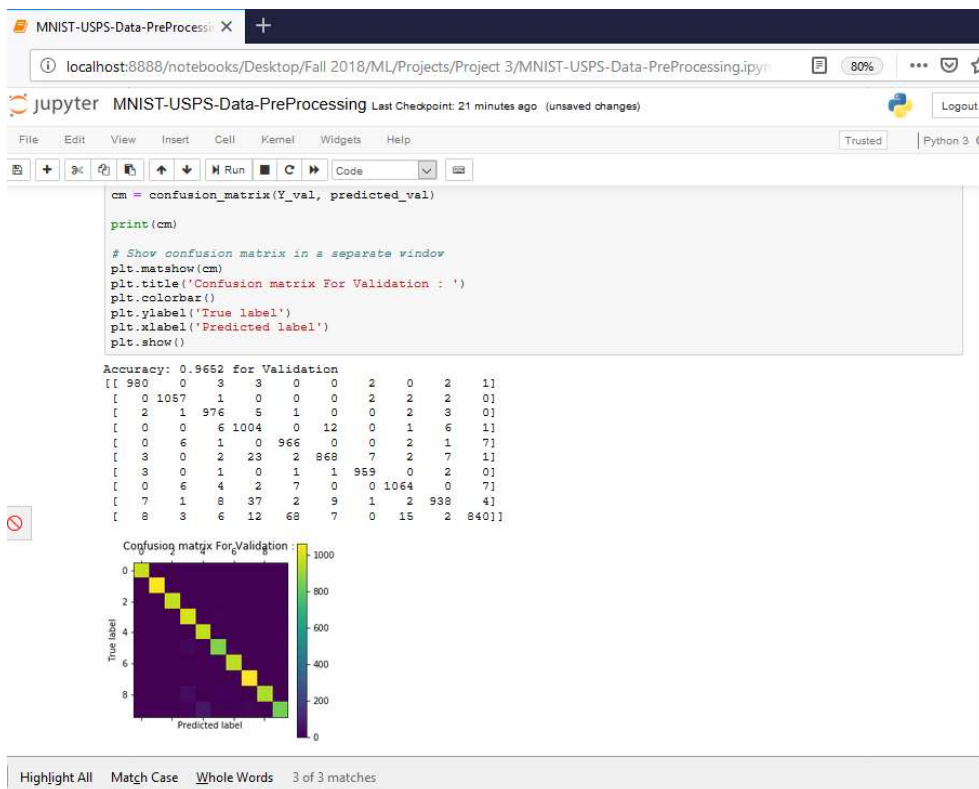 MNIST-USPS-Data-PreProcessin
localhost:8888/notebooks/Desktop/Fall 2018/ML/Projects/Project 3/MNIST-USPS-Data-PreProcessing.ipyn 80%
jupyter MNIST-USPS-Data-PreProcessing Last Checkpoint: 21 minutes ago (unsaved changes) Logout
File Edit View Insert Cell Kernel Widgets Help Trusted Python 3
Run Code
cm = confusion_matrix(Y_val, predicted_val)
print(cm)
# Show confusion matrix in a separate window
plt.matshow(cm)
plt.title('Confusion matrix For Validation : ')
plt.colorbar()
plt.ylabel('True label')
plt.xlabel('Predicted label')
plt.show()
Accuracy: 0.9652 for Validation
[[ 980 0 3 3 0 0 2 0 2 1]
[ 0 1057 1 0 0 0 2 2 2 0]
[ 2 1 976 5 1 0 0 2 3 0]
[ 0 0 6 1004 0 12 0 1 6 1]
[ 0 6 1 0 966 0 0 2 1 7]
[ 3 0 2 23 2 868 7 2 7 1]
[ 3 0 1 0 1 1 959 0 2 0]
[ 0 6 4 2 7 0 0 1064 0 7]
[ 7 1 8 37 2 9 1 2 938 4]
[ 8 3 6 12 68 7 0 15 2 840]]
Confusion matrix For Validation :
0 2 4 6 8
0
2
4
6
8
True label
Predicted label
1000
800
600
400
200
0
Highlight All Match Case Whole Words 3 of 3 matches